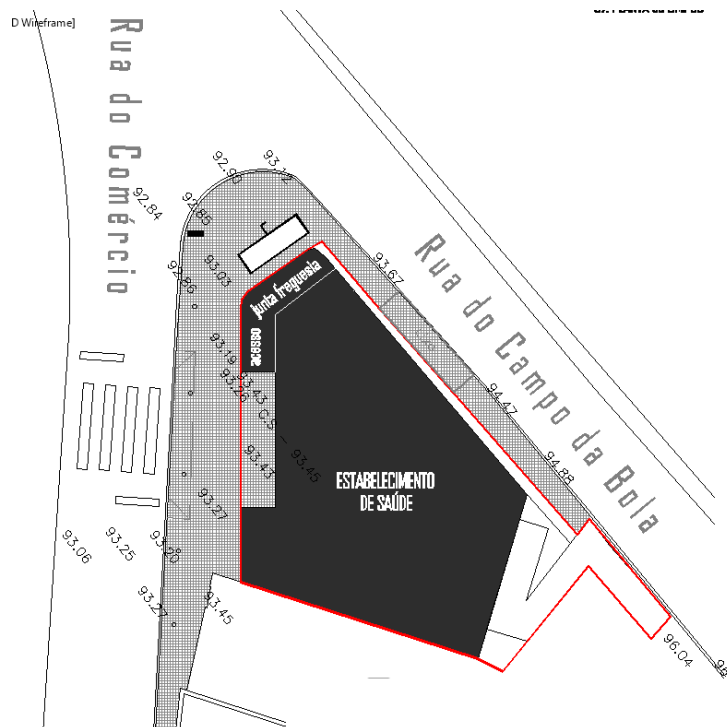 D Wireframe]
Rua do Comércio
92.90
93.12
92.84
92.85
92.86
93.03
93.67
Rua do Campo da Bola
acesso
junta freguesia
93.19
93.26
93.43
C.S
93.43
93.45
94.47
94.88
ESTABELECIMENTO
DE SAÚDE
93.27
93.06
93.25
93.20
93.27
93.45
96.04